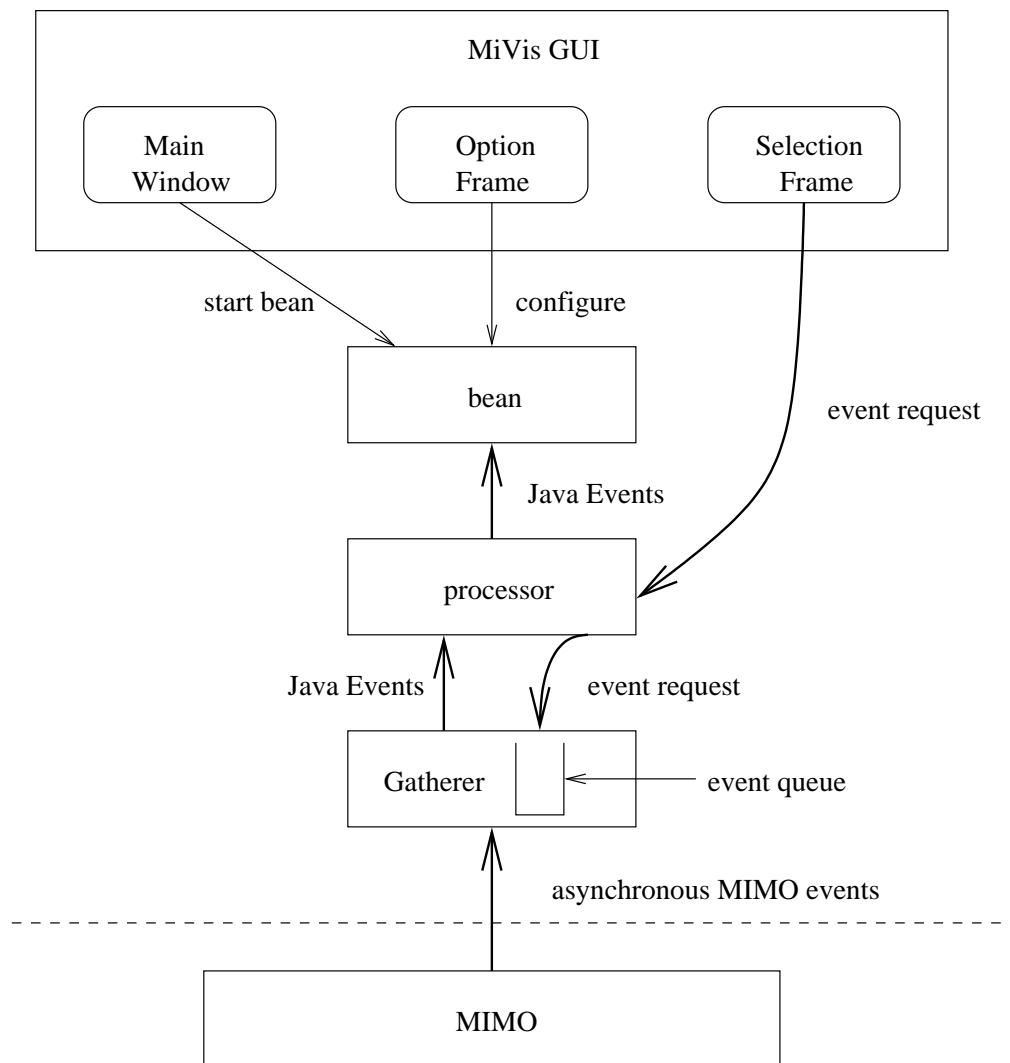 MiVis GUI
Main
Window
Option
Frame
Selection
Frame
start bean
configure
bean
event request
Java Events
processor
Java Events
event request
Gatherer
event queue
asynchronous MIMO events
MIMO